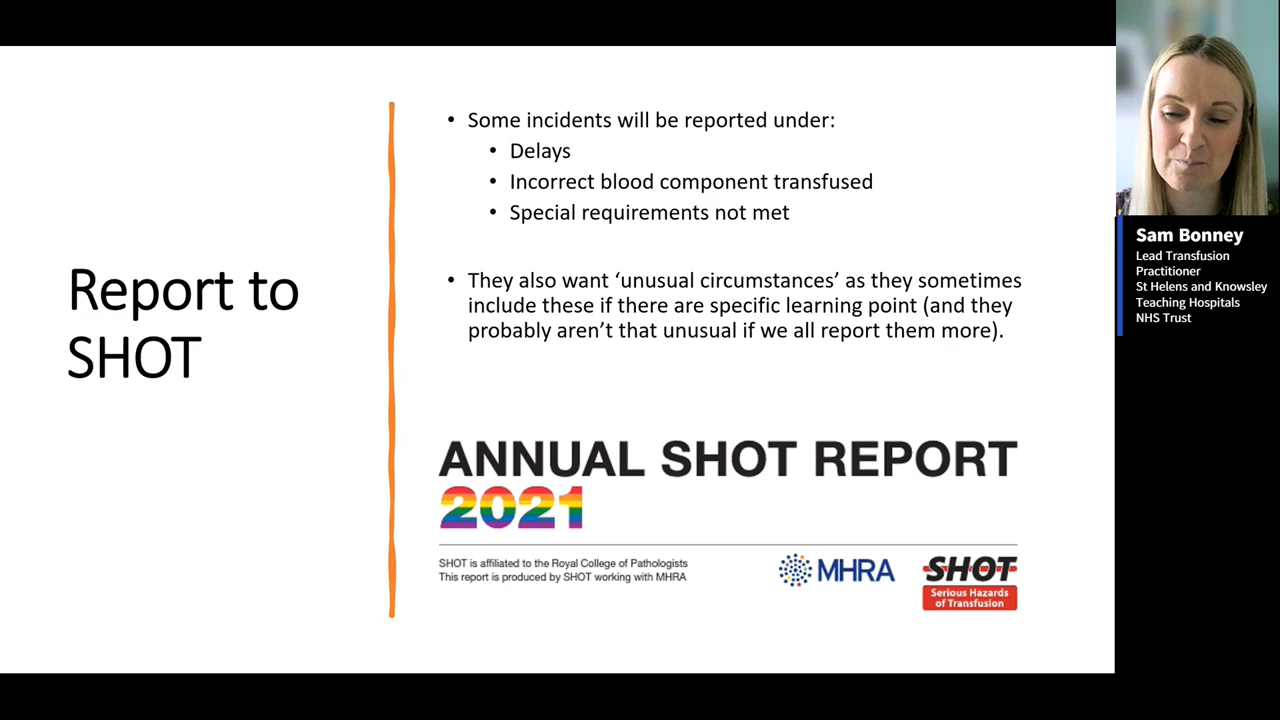 Report to
SHOT
• Some incidents will be reported under:
• Delays
• Incorrect blood component transfused
• Special requirements not met
• They also want ‘unusual circumstances’ as they sometimes
include these if there are specific learning point (and they
probably aren’t that unusual if we all report them more).
ANNUAL SHOT REPORT
2021
SHOT is affiliated to the Royal College of Pathologists
This report is produced by SHOT working with MHRA
MHRA
SHOT
Serious Hazards
of Transfusion
Sam Bonney
Lead Transfusion
Practitioner
St Helens and Knowsley
Teaching Hospitals
NHS Trust